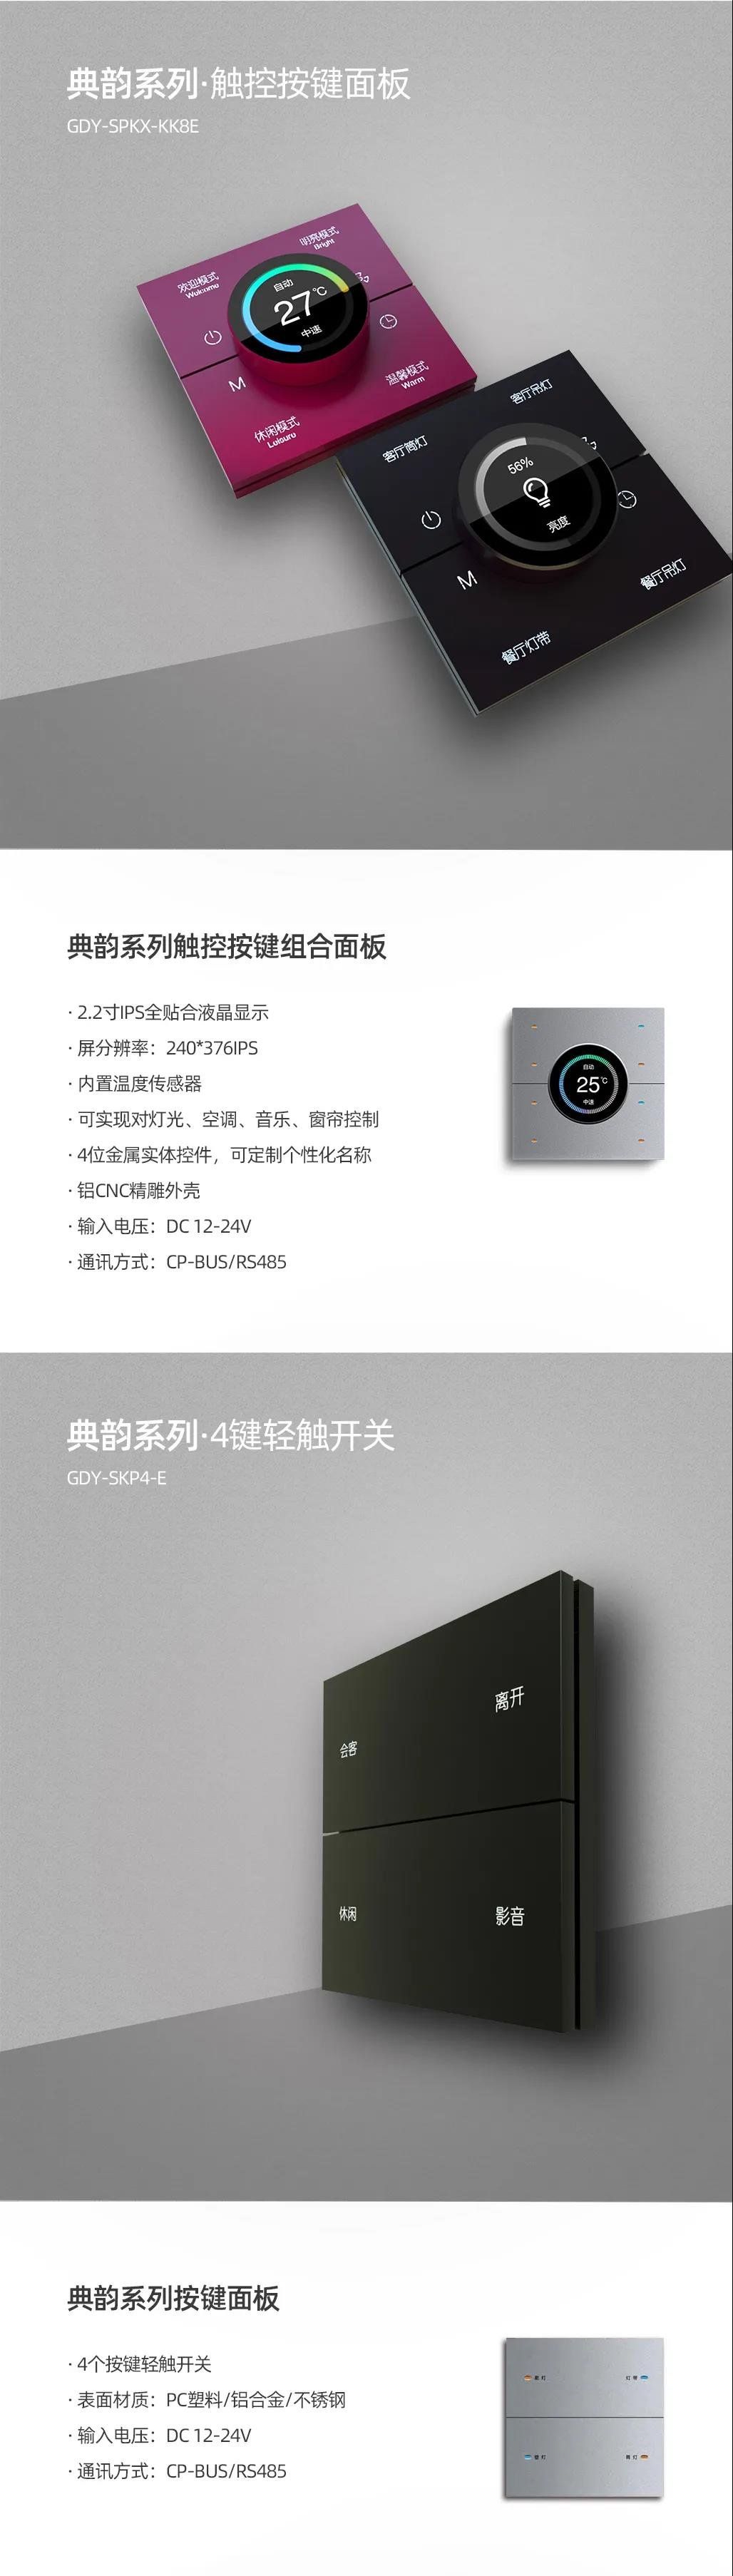 典韵系列·触控按键面板
GDY-SPKX-KK8E
明亮模式
Bright
欢迎模式
Welcome
自动
27℃
中速
M
温馨模式
Warm
休闲模式
Leisure
客厅吊灯
客厅筒灯
56%
亮度
M
餐厅吊灯
餐厅灯带
典韵系列触控按键组合面板
· 2.2寸IPS全贴合液晶显示
· 屏分辨率：240*376IPS
· 内置温度传感器
· 可实现对灯光、空调、音乐、窗帘控制
· 4位金属实体控件，可定制个性化名称
· 铝CNC精雕外壳
· 输入电压：DC 12-24V
· 通讯方式：CP-BUS/RS485
自动
25℃
中速
典韵系列·4键轻触开关
GDY-SKP4-E
离开
会客
休闲
影音
典韵系列按键面板
· 4个按键轻触开关
· 表面材质：PC塑料/铝合金/不锈钢
· 输入电压：DC 12-24V
· 通讯方式：CP-BUS/RS485